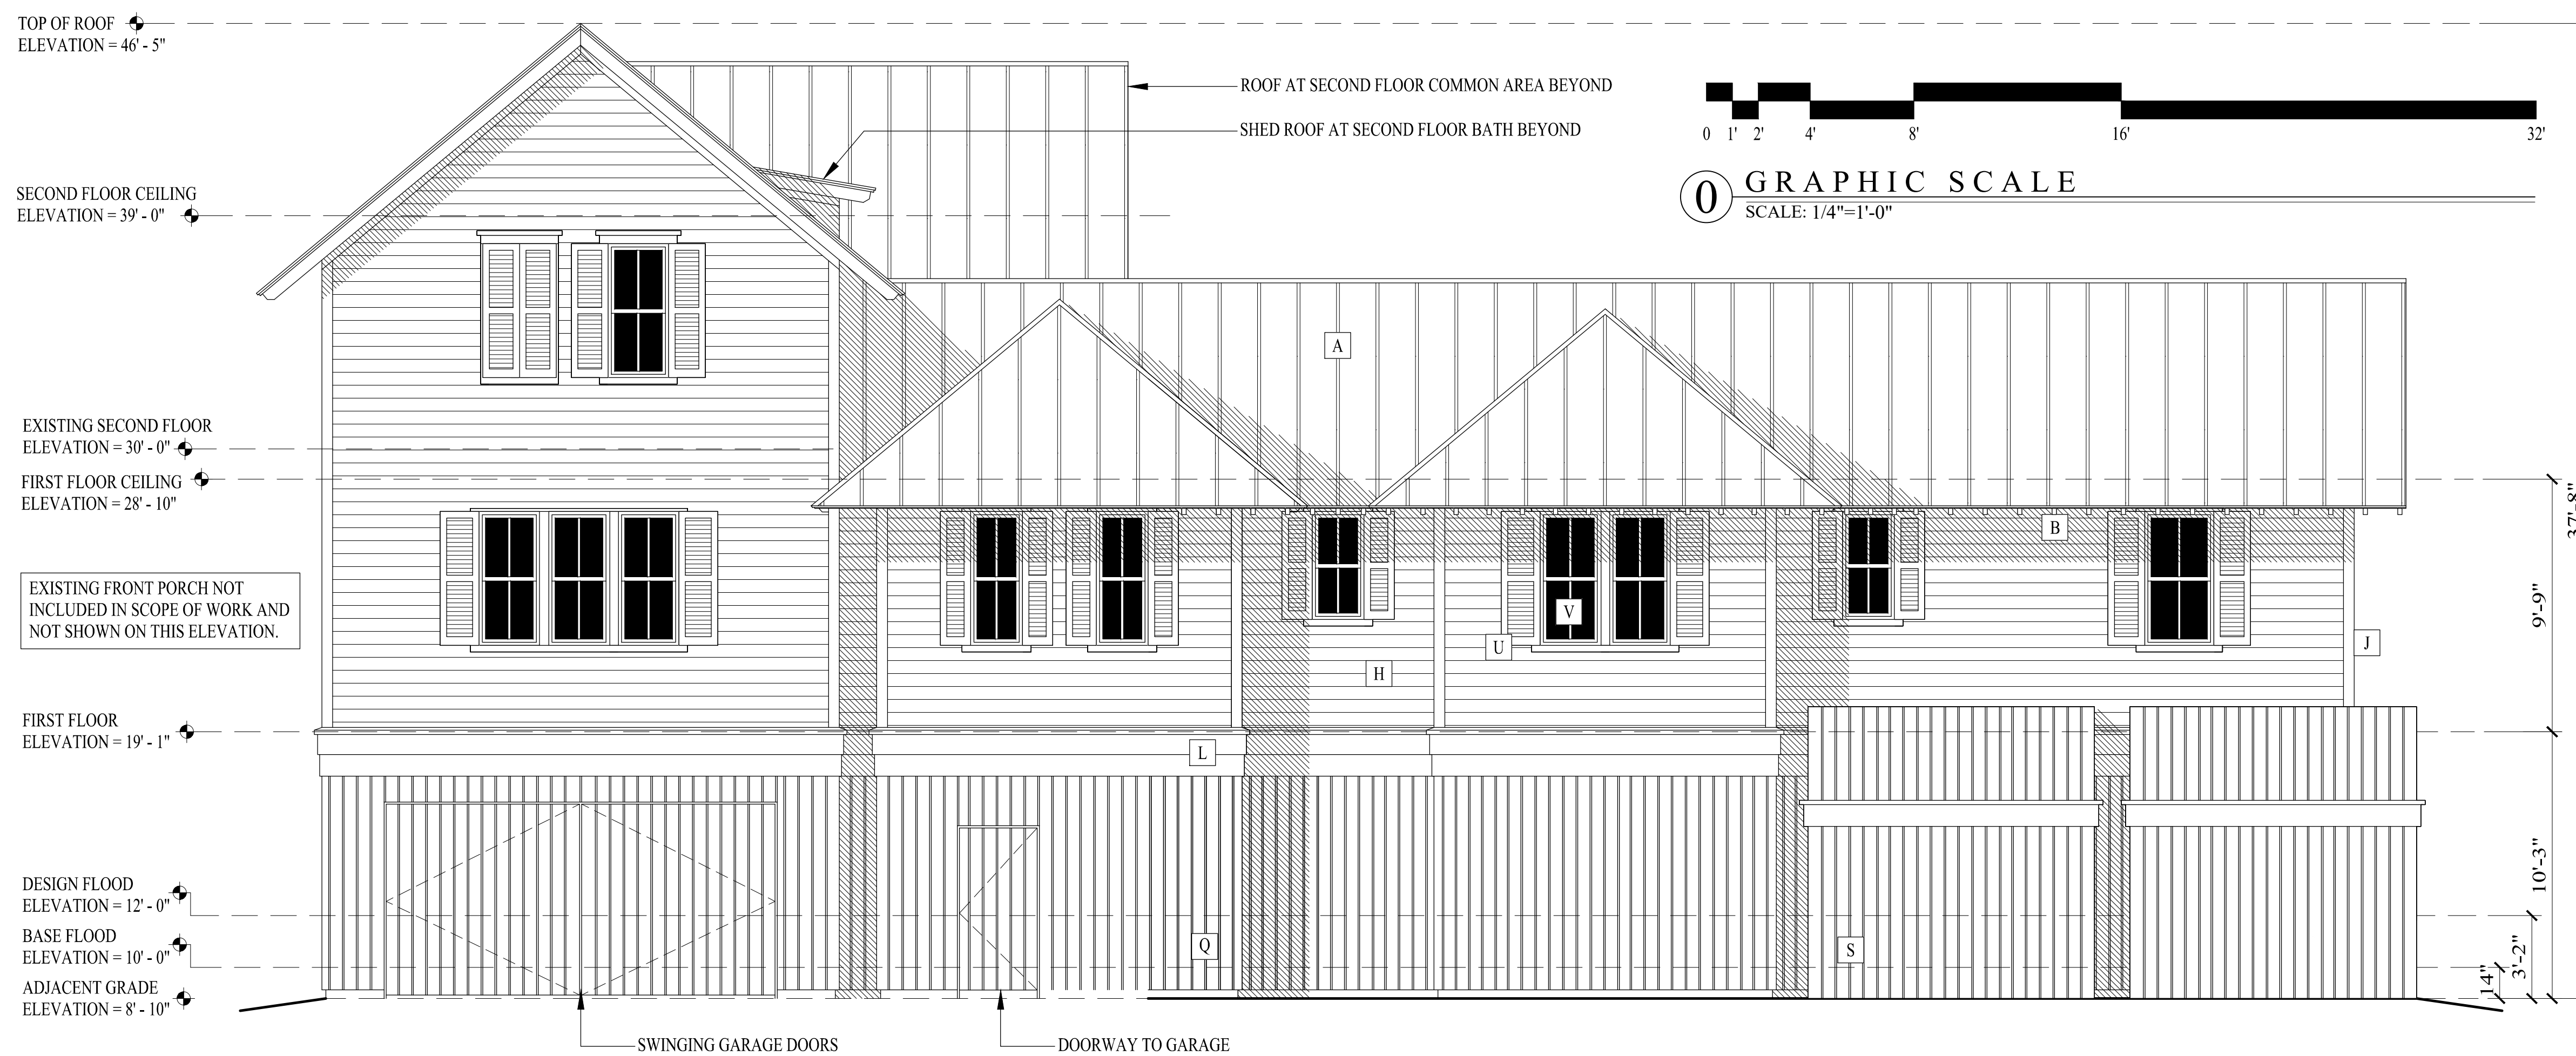 TOP OF ROOF
ELEVATION = 46' - 5"
ROOF AT SECOND FLOOR COMMON AREA BEYOND
SHED ROOF AT SECOND FLOOR BATH BEYOND
0 1' 2' 4' 8' 16' 32'
0 GRAPHIC SCALE
SCALE: 1/4"=1'-0"
SECOND FLOOR CEILING
ELEVATION = 39' - 0"
A
EXISTING SECOND FLOOR
ELEVATION = 30' - 0"
FIRST FLOOR CEILING
ELEVATION = 28' - 10"
37'-8"
B
EXISTING FRONT PORCH NOT
INCLUDED IN SCOPE OF WORK AND
NOT SHOWN ON THIS ELEVATION.
V
9'-9"
U
J
H
FIRST FLOOR
ELEVATION = 19' - 1"
L
10'-3"
DESIGN FLOOD
ELEVATION = 12' - 0"
BASE FLOOD
ELEVATION = 10' - 0"
Q
S
3'-2"
14"
ADJACENT GRADE
ELEVATION = 8' - 10"
SWINGING GARAGE DOORS
DOORWAY TO GARAGE